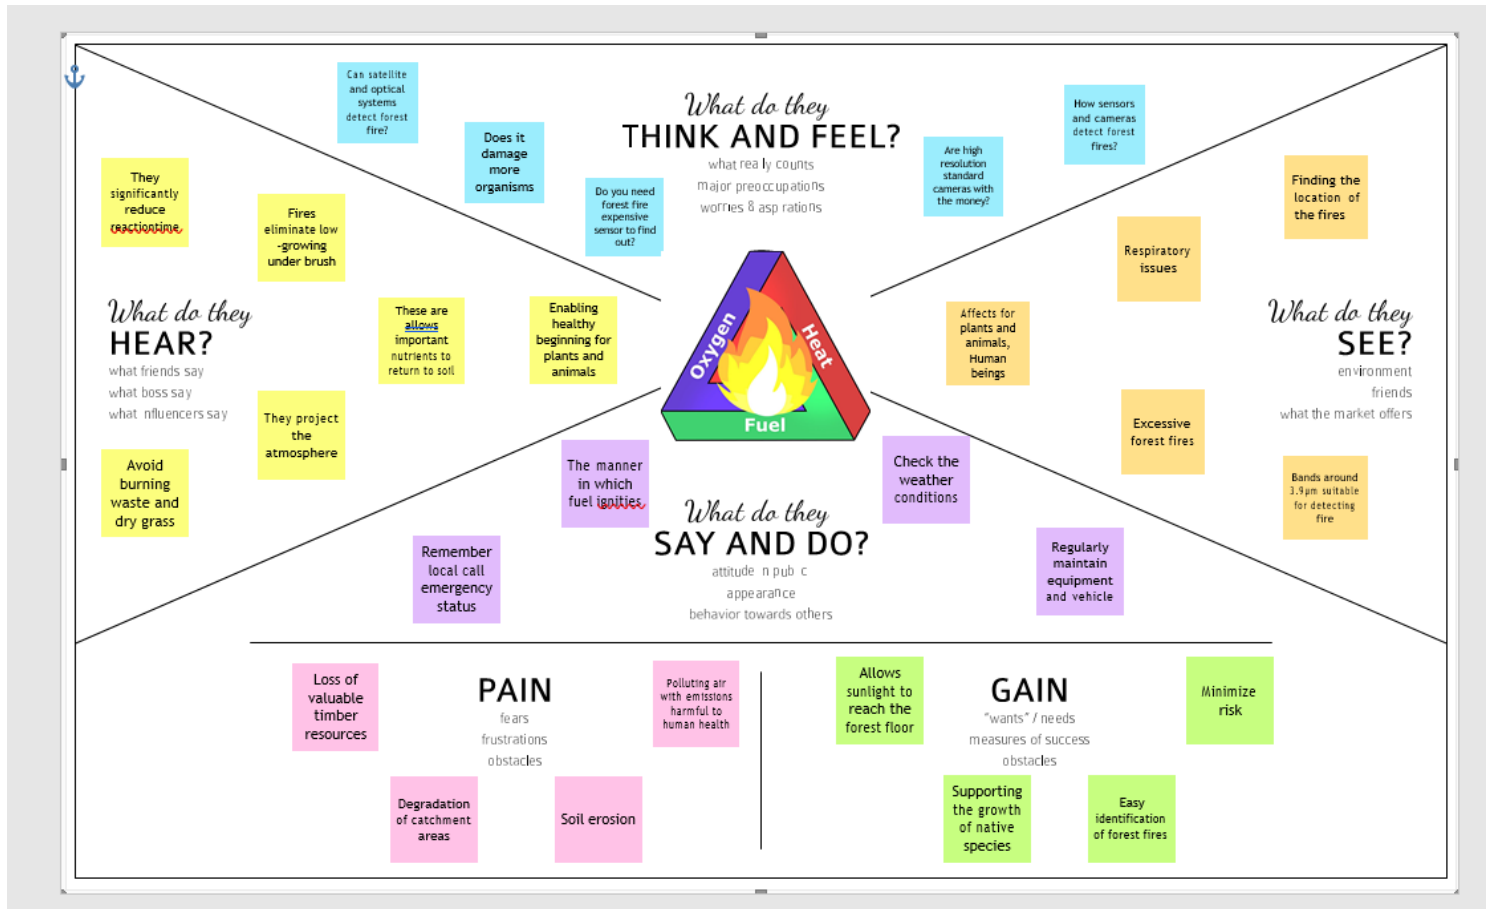 Can satellite
and optical
systems
detect forest
fire?
Does it
damage
more
organisms
Do you need
forest fire
expensive
sensor to find
out?
What do they
THINK AND FEEL?
what rea ly counts
major preoccupations
worries & asp rations
Are high
resolution
standard
cameras with
the money?
How sensors
and cameras
detect forest
fires?
They
significantly
reduce
reactiontime
Fires
eliminate low
-growing
under brush
What do they
HEAR?
what friends say
what boss say
what nfluencers say
These are
allows
important
nutrients to
return to soil
Enabling
healthy
beginning for
plants and
animals
They project
the
atmosphere
Avoid
burning
waste and
dry grass
Oxygen
Heat
Fuel
Finding the
location of
the fires
Respiratory
issues
Affects for
plants and
animals,
Human
beings
What do they
SEE?
environment
friends
what the market offers
Excessive
forest fires
Bands around
3.9μm suitable
for detecting
fire
The manner
in which
fuel ignities
Remember
local call
emergency
status
What do they
SAY AND DO?
attitude n pub c
appearance
behavior towards others
Check the
weather
conditions
Regularly
maintain
equipment
and vehicle
Loss of
valuable
timber
resources
PAIN
fears
frustrations
obstacles
Polluting air
with emissions
harmful to
human health
Degradation
of catchment
areas
Soil erosion
Allows
sunlight to
reach the
forest floor
GAIN
"wants" / needs
measures of success
obstacles
Minimize
risk
Supporting
the growth
of native
species
Easy
identification
of forest fires